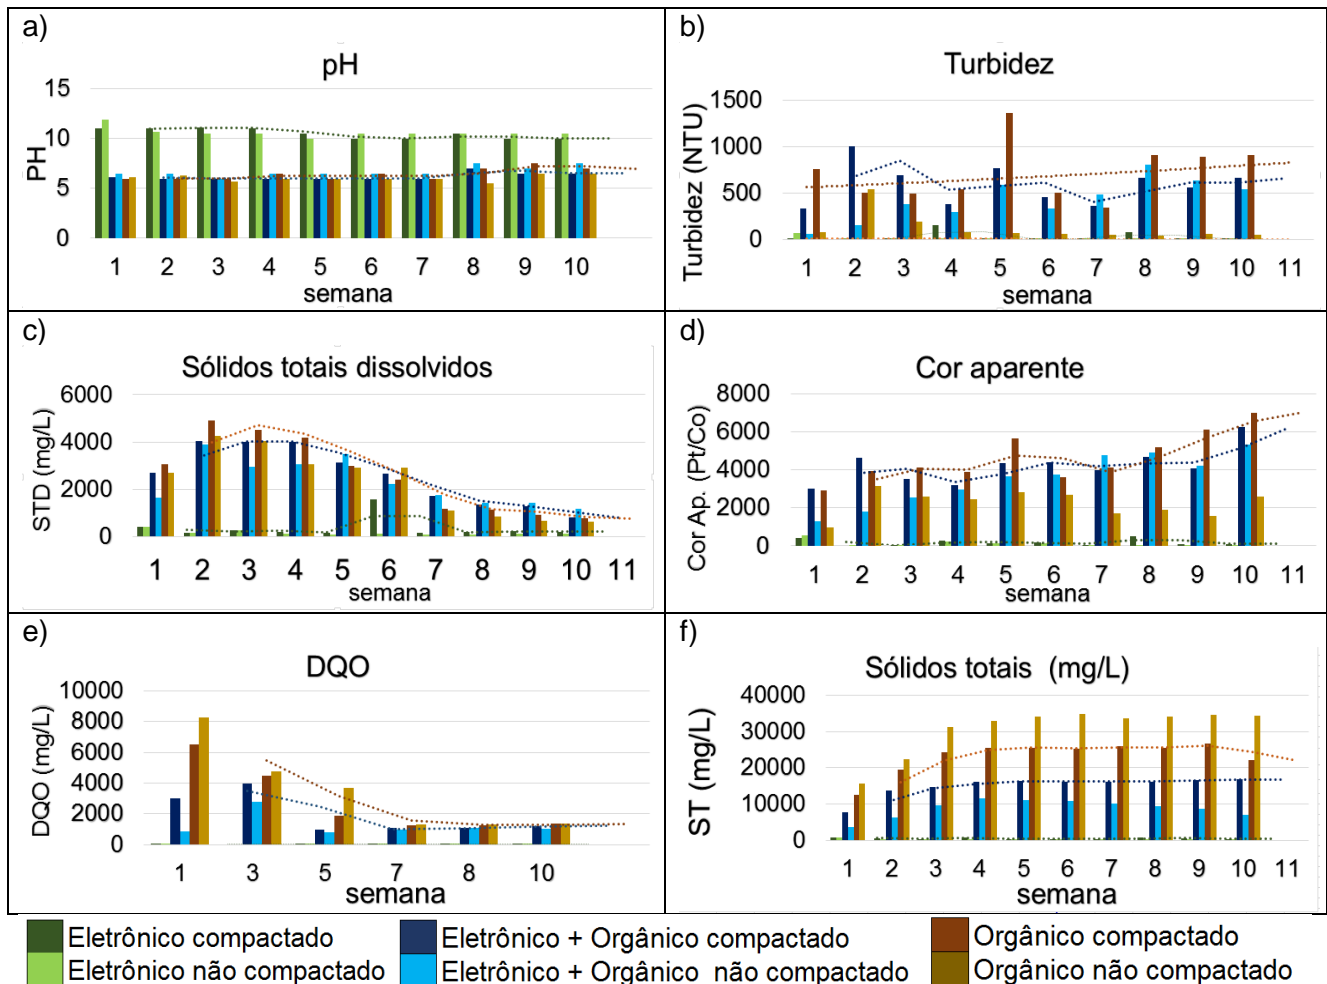 a)
pH
15
10
5
0
PH
1 2 3 4 5 6 7 8 9 10
semana
b)
Turbidez
1500
1000
500
0
Turbidez (NTU)
1 2 3 4 5 6 7 8 9 10 11
semana
c)
Sólidos totais dissolvidos
6000
4000
2000
0
STD (mg/L)
1 2 3 4 5 6 7 8 9 10 11
semana
d)
Cor aparente
8000
6000
4000
2000
0
Cor Ap. (Pt/Co)
1 2 3 4 5 6 7 8 9 10 11
semana
e)
DQO
10000
8000
6000
4000
2000
0
DQO (mg/L)
1 3 5 7 8 10
semana
f)
Sólidos totais (mg/L)
40000
30000
20000
10000
0
ST (mg/L)
1 2 3 4 5 6 7 8 9 10 11
semana
Eletrônico compactado
Eletrônico não compactado
Eletrônico + Orgânico compactado
Eletrônico + Orgânico não compactado
Orgânico compactado
Orgânico não compactado